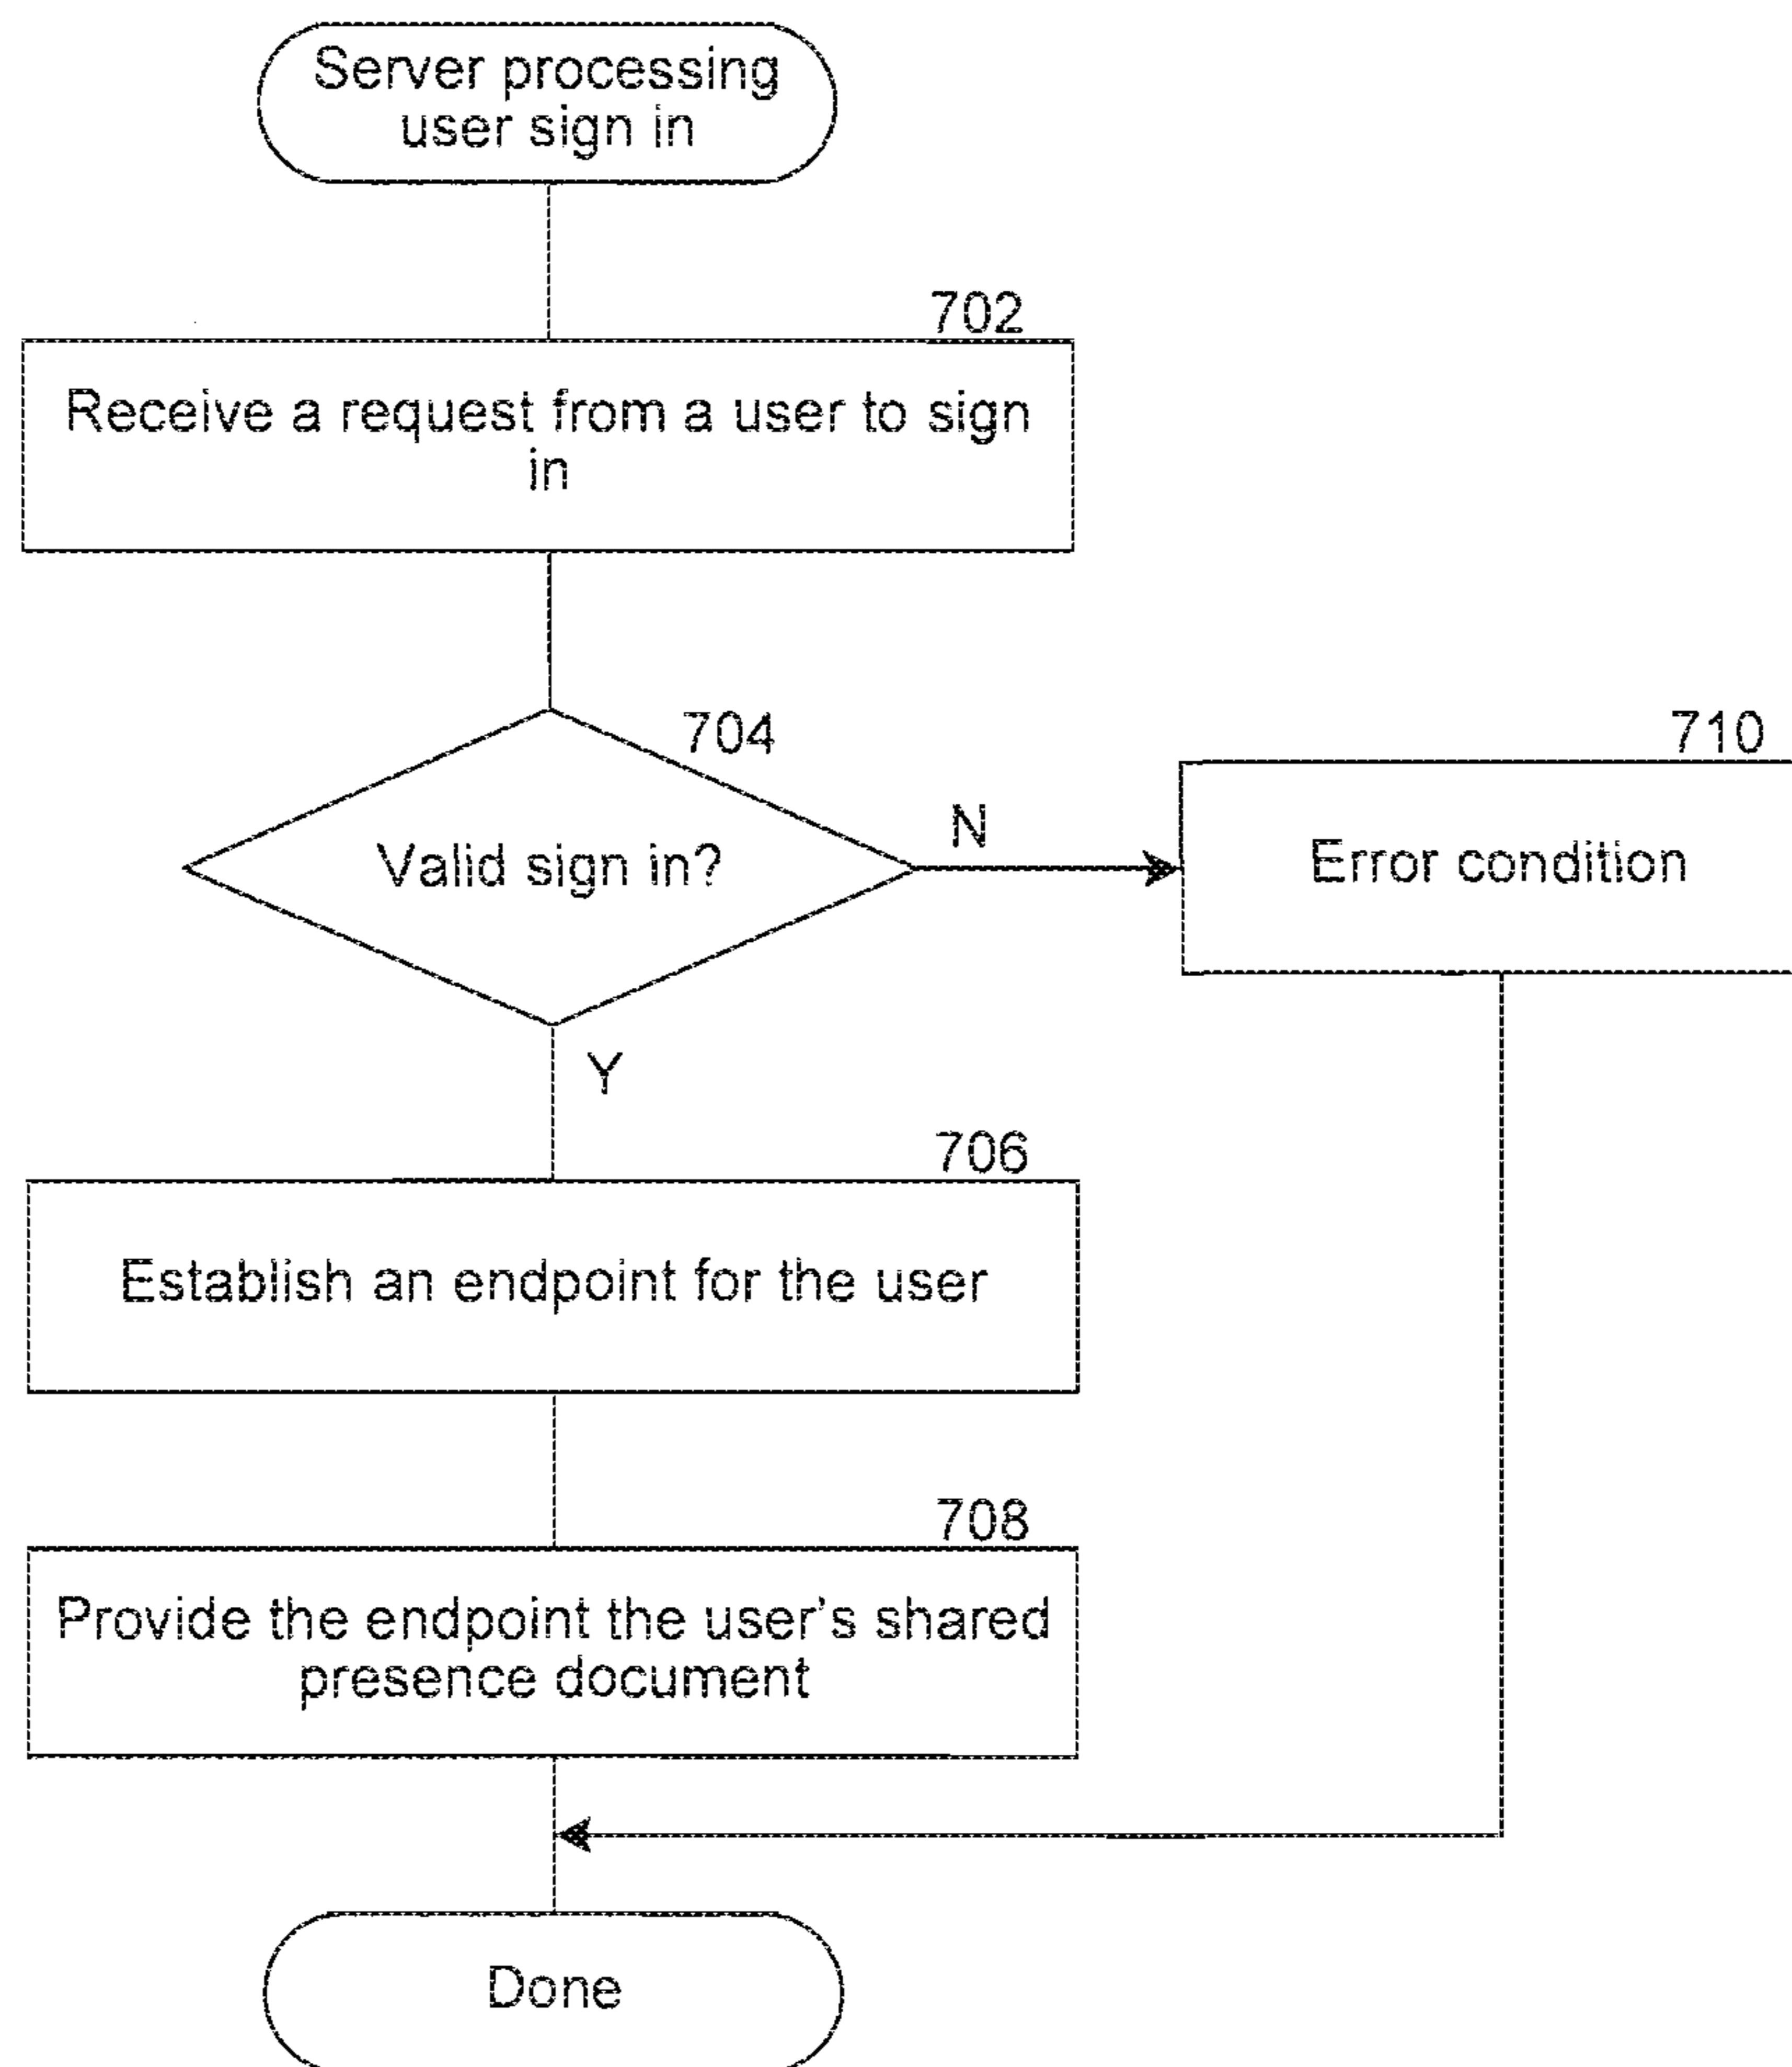 Server processing
user sign in
702
Receive a request from a user to sign
in
704
Valid sign in?
N
710
Error condition
Y
706
Establish an endpoint for the user
708
Provide the endpoint the user's shared
presence document
Done